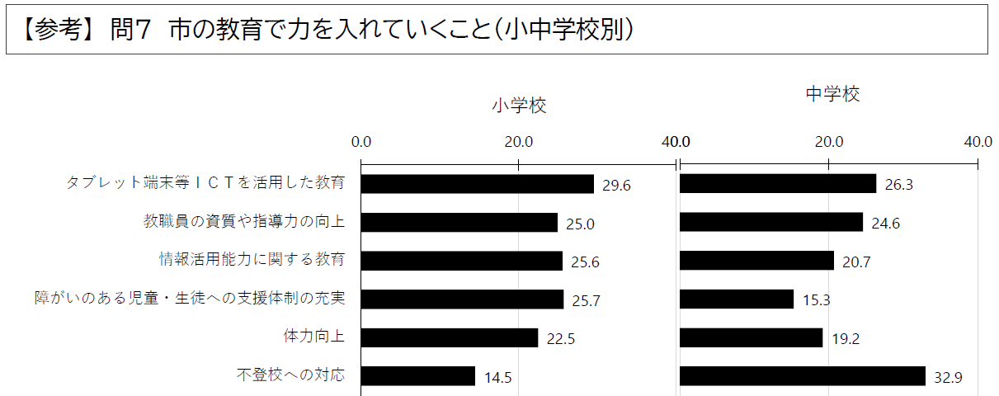 【参考】 問７ 市の教育で力を入れていくこと（小中学校別）
小学校
中学校
0.0 20.0 40.0 20.0 40.0
タブレット端末等ＩＣＴを活用した教育 29.6 26.3
教職員の資質や指導力の向上 25.0 24.6
情報活用能力に関する教育 25.6 20.7
障がいのある児童・生徒への支援体制の充実 25.7 15.3
体力向上 22.5 19.2
不登校への対応 14.5 32.9